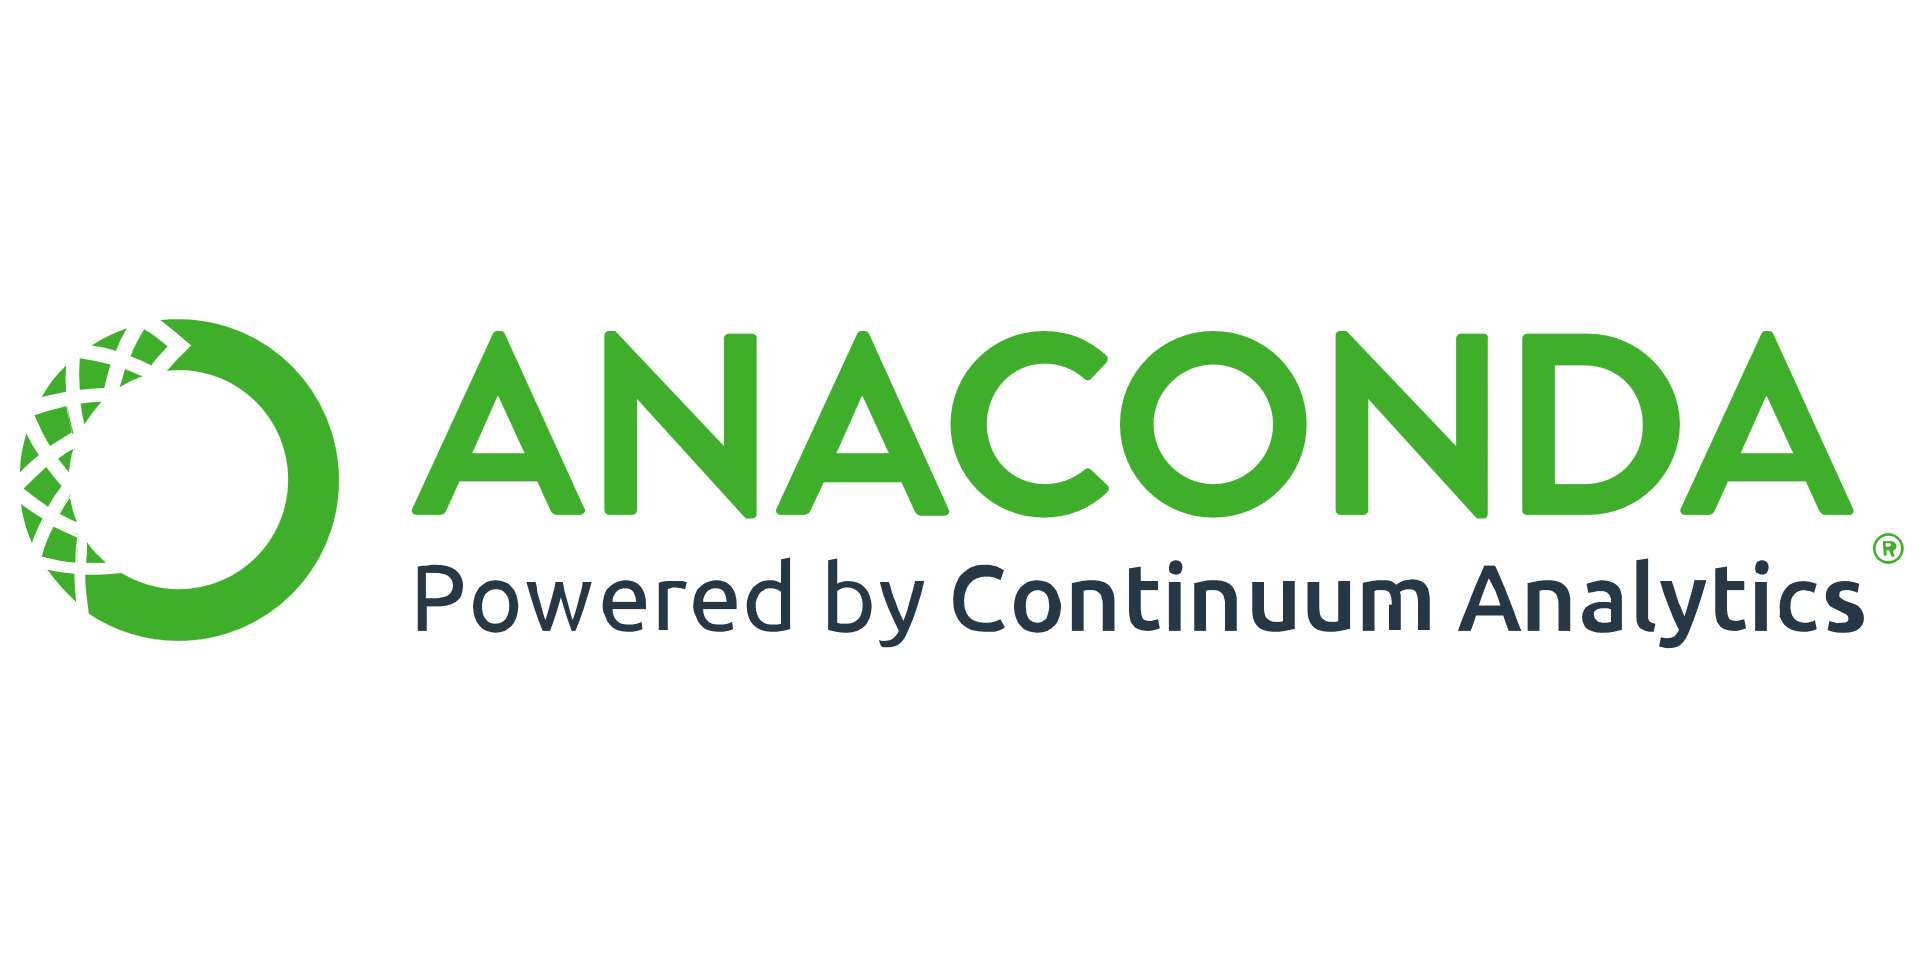 ANACONDA
®
Powered by Continuum Analytics